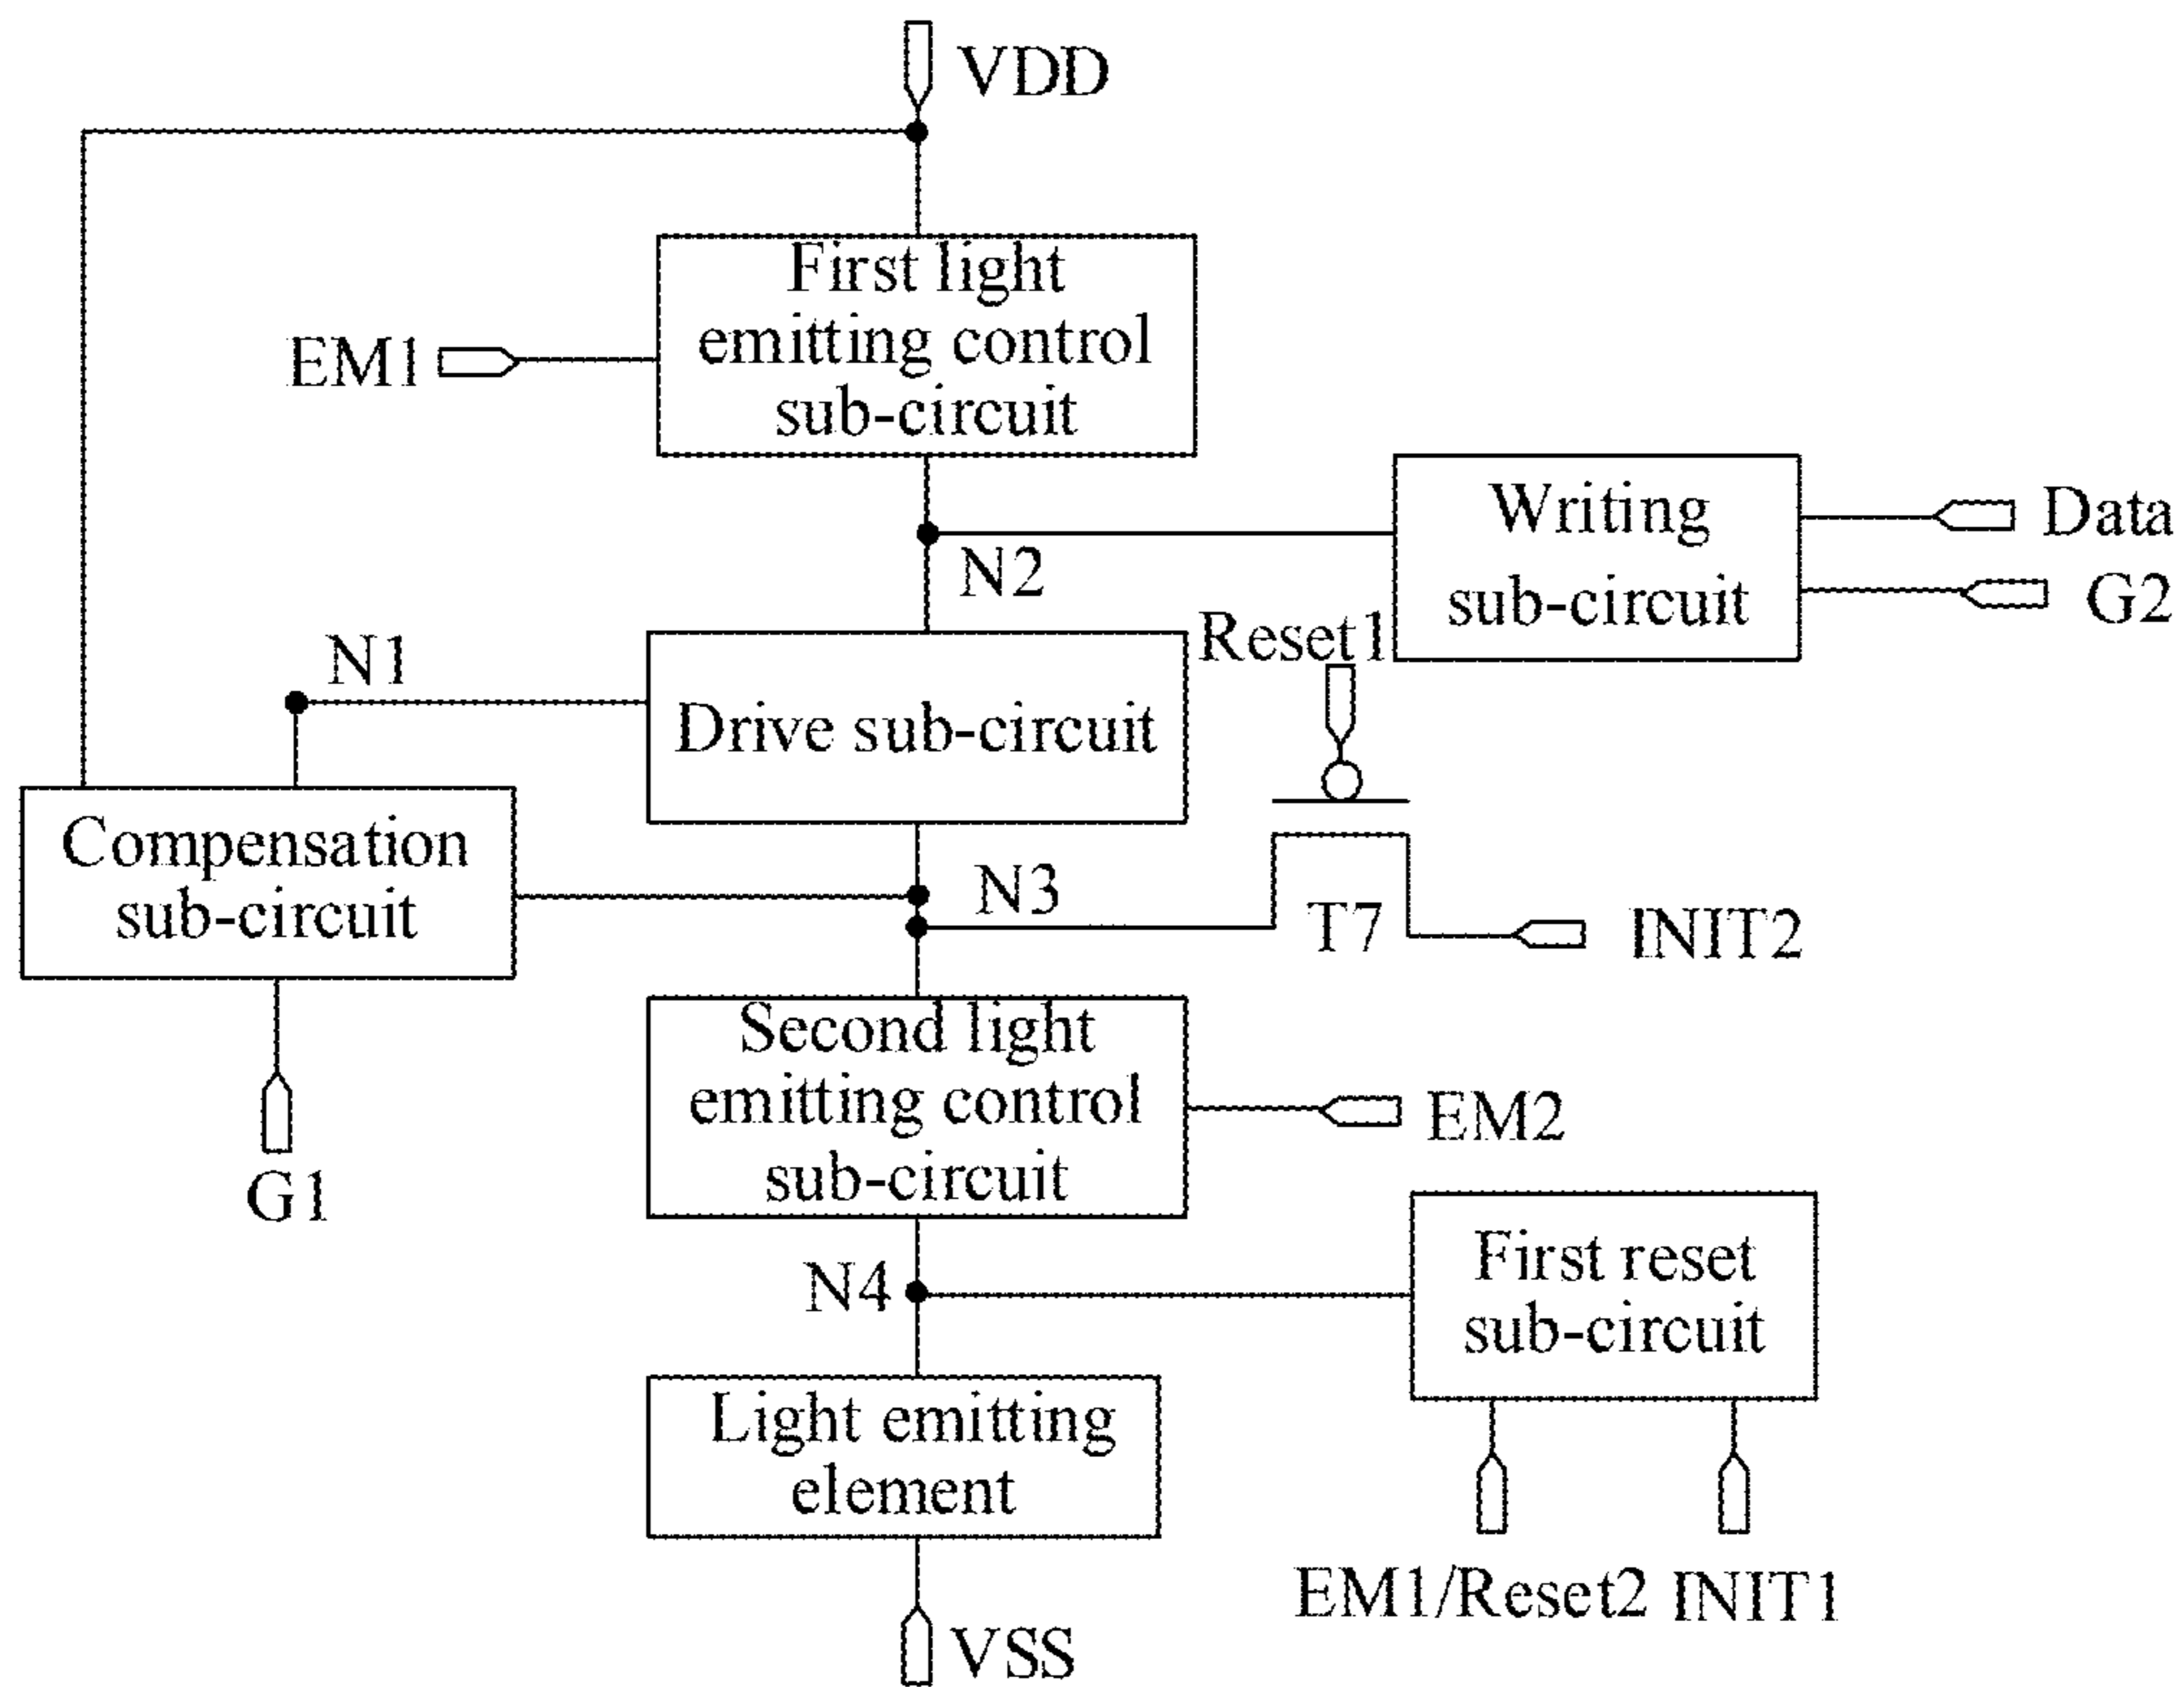 VDD
First light
emitting control
sub-circuit
EM1
Writing
sub-circuit
Data
G2
N2
Reset1
N1
Drive sub-circuit
Compensation
sub-circuit
N3
T7
INIT2
Second light
emitting control
sub-circuit
EM2
G1
First reset
sub-circuit
N4
Light emitting
element
EM1/Reset2
INIT1
VSS